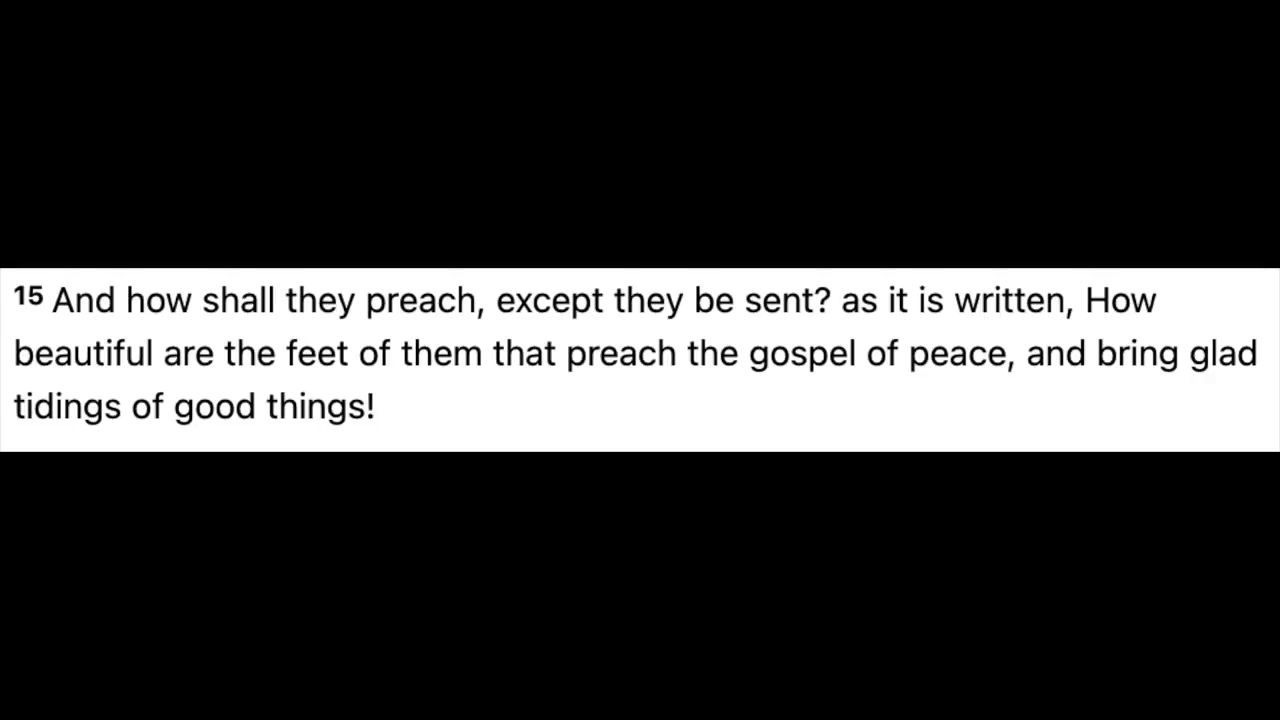 15 And how shall they preach, except they be sent? as it is written, How
beautiful are the feet of them that preach the gospel of peace, and bring glad
tidings of good things!